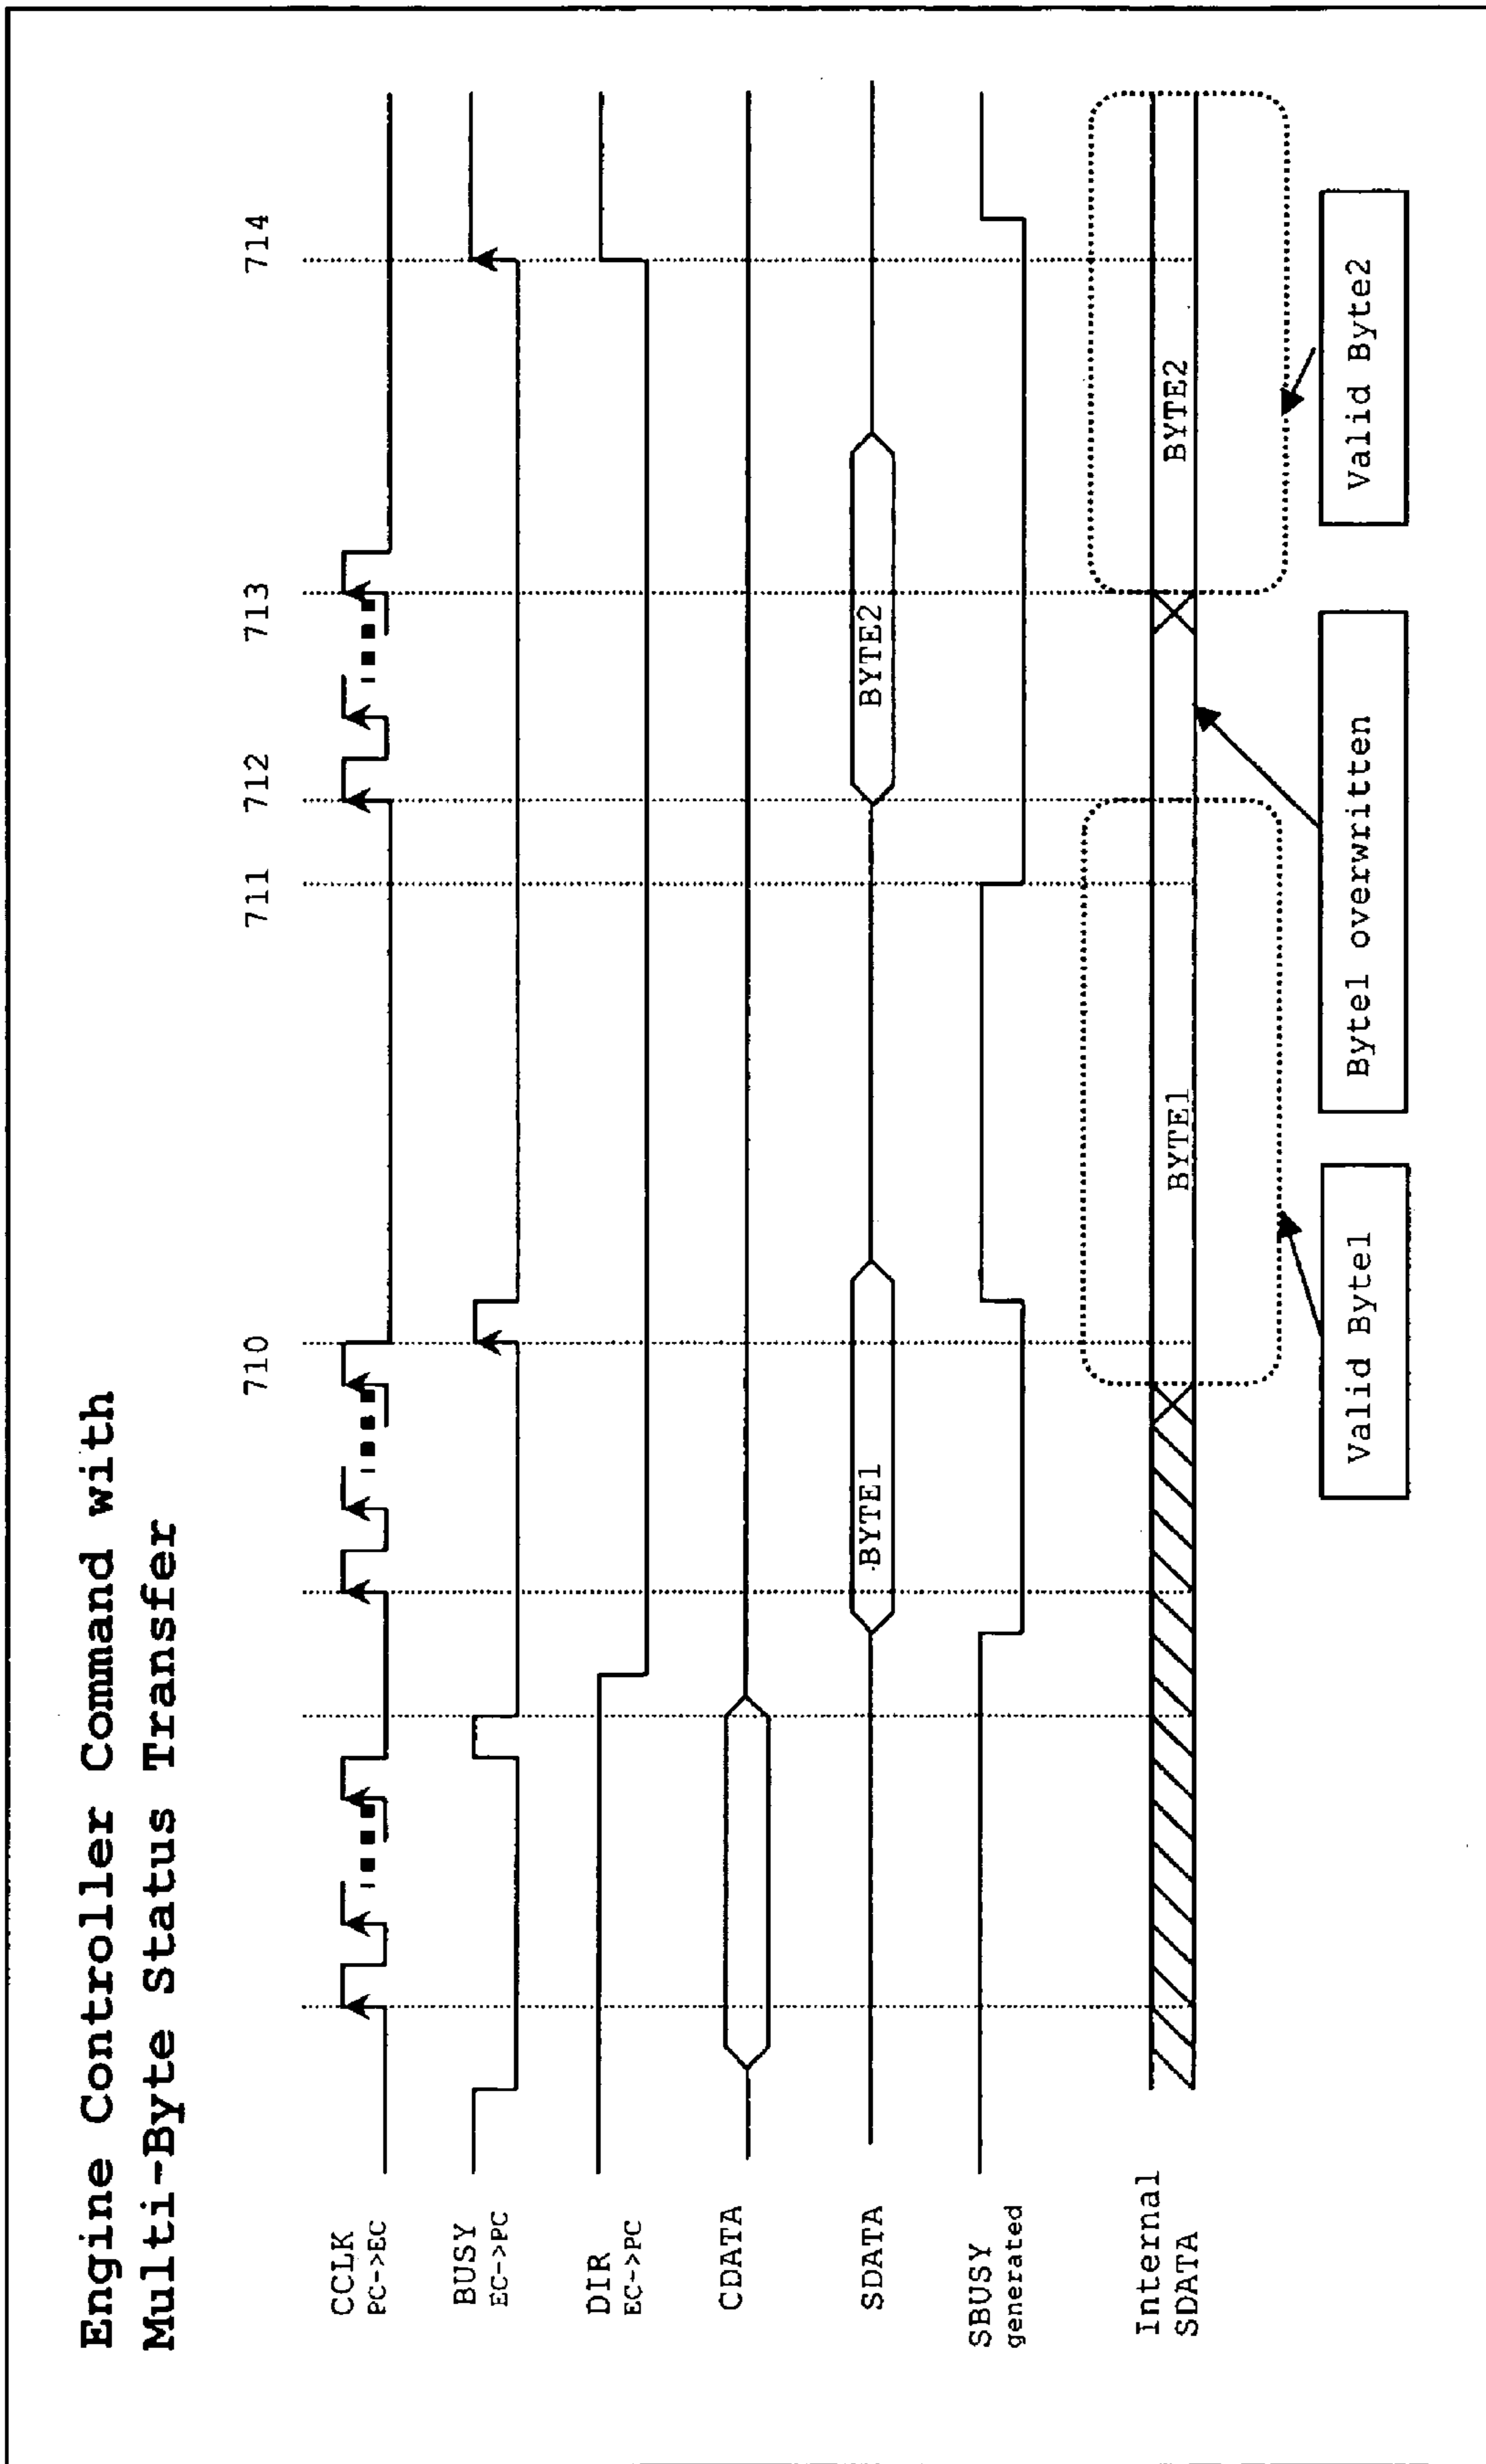 Engine Controller Command with
Multi-Byte Status Transfer
710
711
712
713
714
CCLK
PC->EC
BUSY
EC->PC
DIR
EC->PC
CDATA
SDATA
BYTE1
BYTE2
SBUSY
generated
Internal
SDATA
BYTE1
BYTE2
Valid Byte1
Byte1 overwritten
Valid Byte2